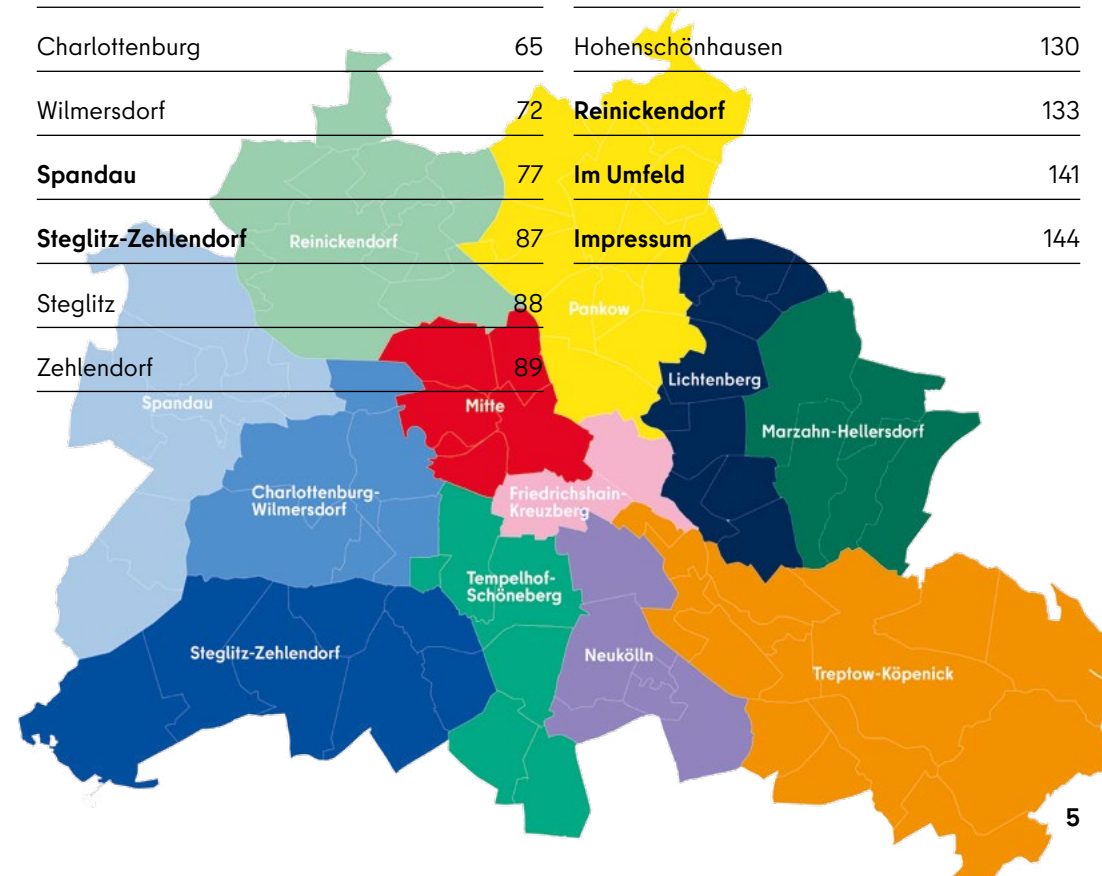 Charlottenburg 65
Wilmersdorf 72
Spandau 77
Steglitz-Zehlendorf 87
Steglitz 88
Zehlendorf 89
Hohenschönhausen 130
Reinickendorf 133
Im Umfeld 141
Impressum 144
Reinickendorf
Pankow
Lichtenberg
Spandau
Mitte
Marzahn-Hellersdorf
Charlottenburg-
Wilmersdorf
Friedrichshain-
Kreuzberg
Tempelhof-
Schöneberg
Steglitz-Zehlendorf
Neukölln
Treptow-Köpenick
5